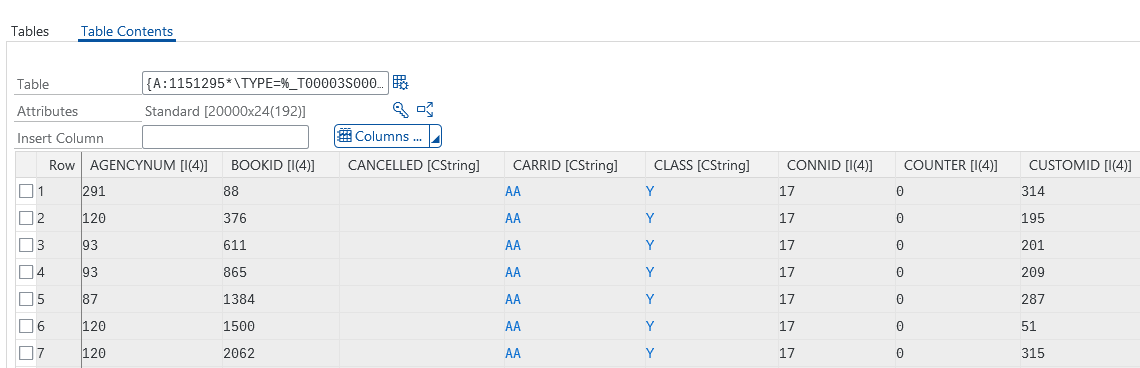 Tables Table Contents
Table {A:1151295*\TYPE=%_T00003S000...
Attributes Standard [20000x24(192)]
Insert Column Columns ...
Row AGENCYNUM [I(4)] BOOKID [I(4)] CANCELLED [CString] CARRID [CString] CLASS [CString] CONNID [I(4)] COUNTER [I(4)] CUSTOMID [I(4)]
1 291 88 AA Y 17 0 314
2 120 376 AA Y 17 0 195
3 93 611 AA Y 17 0 201
4 93 865 AA Y 17 0 209
5 87 1384 AA Y 17 0 287
6 120 1500 AA Y 17 0 51
7 120 2062 AA Y 17 0 315